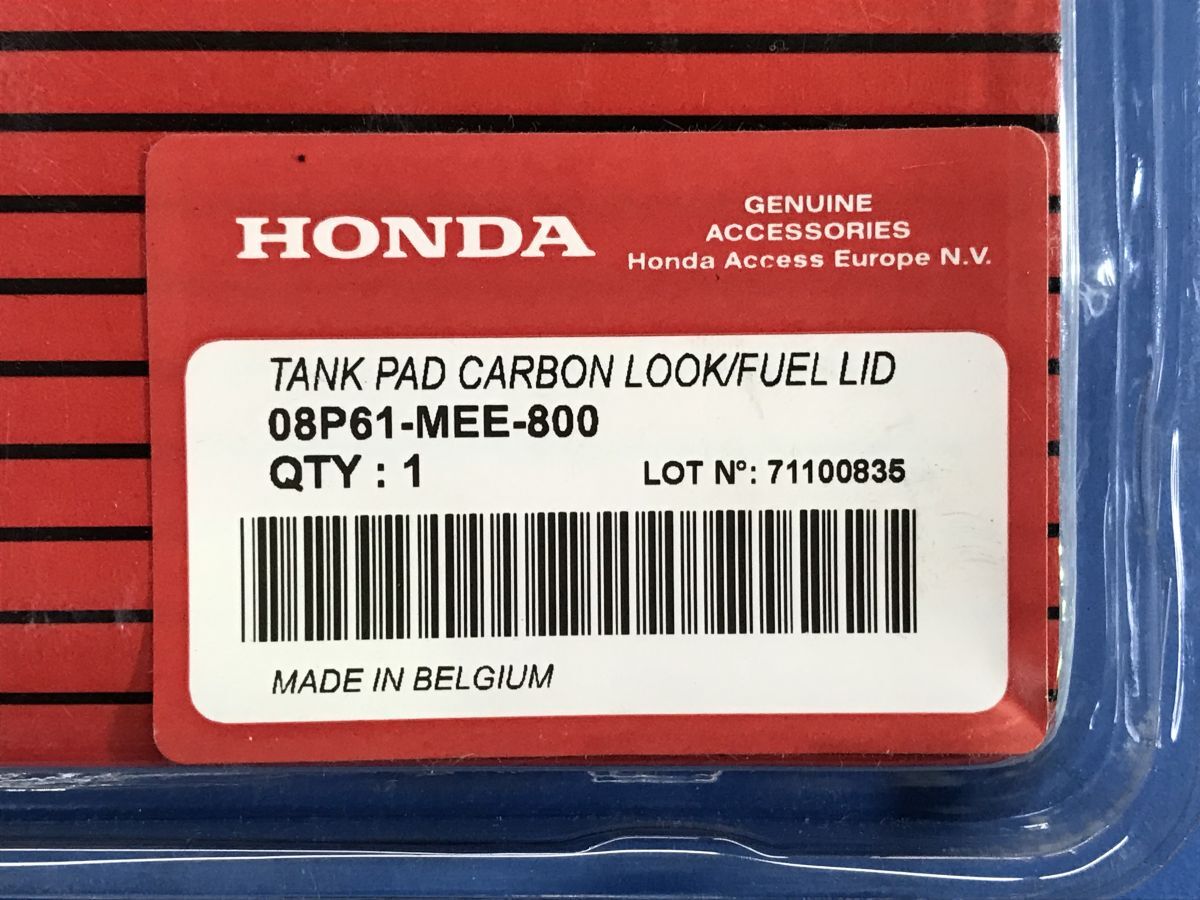 HONDA
GENUINE
ACCESSORIES
Honda Access Europe N.V.
TANK PAD CARBON LOOK/FUEL LID
08P61-MEE-800
QTY : 1
LOT N°: 71100835
MADE IN BELGIUM